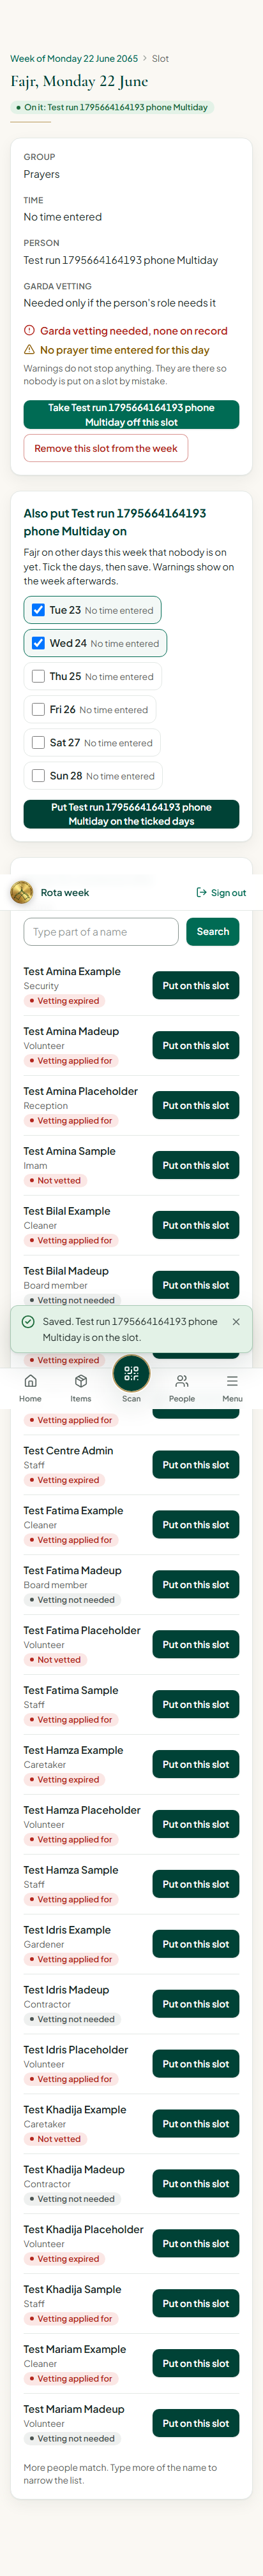 Week of Monday 22 June 2065 > Slot
Fajr, Monday 22 June
On it: Test run 1795664164193 phone Multiday
GROUP
Prayers
TIME
No time entered
PERSON
Test run 1795664164193 phone Multiday
GARDA VETTING
Needed only if the person's role needs it
Garda vetting needed, none on record
No prayer time entered for this day
Warnings do not stop anything. They are there so
nobody is put on a slot by mistake.
Take Test run 1795664164193 phone
Multiday off this slot
Remove this slot from the week
Also put Test run 1795664164193
phone Multiday on
Fajr on other days this week that nobody is on
yet. Tick the days, then save. Warnings show on
the week afterwards.
Tue 23 No time entered
Wed 24 No time entered
Thu 25 No time entered
Fri 26 No time entered
Sat 27 No time entered
Sun 28 No time entered
Put Test run 1795664164193 phone
Multiday on the ticked days
Rota week
Sign out
Type part of a name
Search
Test Amina Example
Security
Vetting expired
Put on this slot
Test Amina Madeup
Volunteer
Vetting applied for
Put on this slot
Test Amina Placeholder
Reception
Vetting applied for
Put on this slot
Test Amina Sample
Imam
Not vetted
Put on this slot
Test Bilal Example
Cleaner
Vetting applied for
Put on this slot
Test Bilal Madeup
Board member
Vetting not needed
Put on this slot
Saved. Test run 1795664164193 phone
Multiday is on the slot.
Vetting expired
Home
Items
Scan
People
Menu
Vetting applied for
Test Centre Admin
Staff
Vetting expired
Put on this slot
Test Fatima Example
Cleaner
Vetting applied for
Put on this slot
Test Fatima Madeup
Board member
Vetting not needed
Put on this slot
Test Fatima Placeholder
Volunteer
Not vetted
Put on this slot
Test Fatima Sample
Staff
Vetting applied for
Put on this slot
Test Hamza Example
Caretaker
Vetting expired
Put on this slot
Test Hamza Placeholder
Volunteer
Vetting applied for
Put on this slot
Test Hamza Sample
Staff
Vetting applied for
Put on this slot
Test Idris Example
Gardener
Vetting applied for
Put on this slot
Test Idris Madeup
Contractor
Vetting not needed
Put on this slot
Test Idris Placeholder
Volunteer
Vetting applied for
Put on this slot
Test Khadija Example
Caretaker
Not vetted
Put on this slot
Test Khadija Madeup
Contractor
Vetting not needed
Put on this slot
Test Khadija Placeholder
Volunteer
Vetting expired
Put on this slot
Test Khadija Sample
Staff
Vetting applied for
Put on this slot
Test Mariam Example
Cleaner
Vetting applied for
Put on this slot
Test Mariam Madeup
Volunteer
Vetting not needed
Put on this slot
More people match. Type more of the name to
narrow the list.